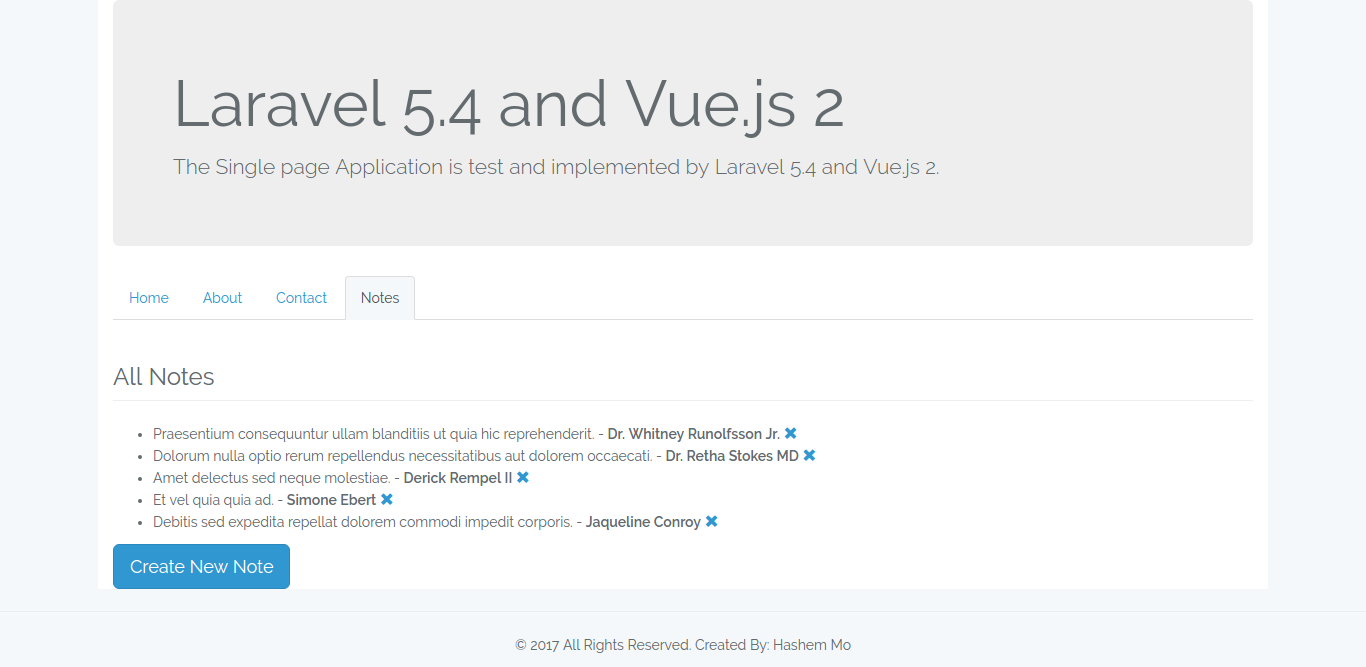 Laravel 5.4 and Vue.js 2
The Single page Application is test and implemented by Laravel 5.4 and Vue.js 2.
Home About Contact Notes
All Notes
• Praesentium consequuntur ullam blanditiis ut quia hic reprehenderit. - Dr. Whitney Runolfsson Jr. ✖
• Dolorum nulla optio rerum repellendus necessitatibus aut dolorem occaecati. - Dr. Retha Stokes MD ✖
• Amet delectus sed neque molestiae. - Derick Rempel II ✖
• Et vel quia quia ad. - Simone Ebert ✖
• Debitis sed expedita repellat dolorem commodi impedit corporis. - Jaqueline Conroy ✖
Create New Note
© 2017 All Rights Reserved. Created By: Hashem Mo